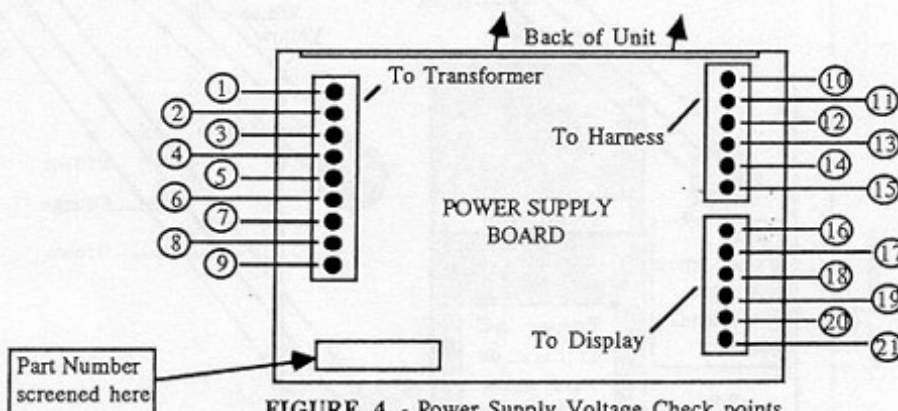 Back of Unit
To Transformer
1
2
3
4
5
6
7
8
9
To Harness
10
11
12
13
14
15
POWER SUPPLY
BOARD
16
17
18
19
20
21
To Display
Part Number
screened here
FIGURE 4 - Power Supply Voltage Check points